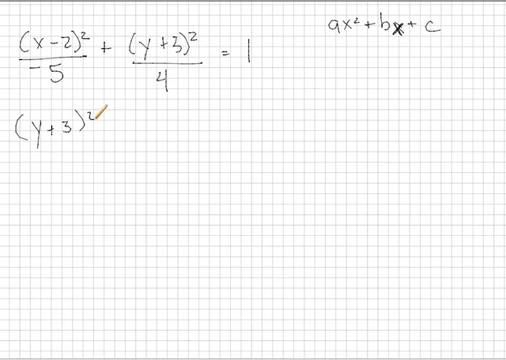 ax² + bx + c
(x-2)²/-5 + (y+3)²/4 = 1
(y+3)²